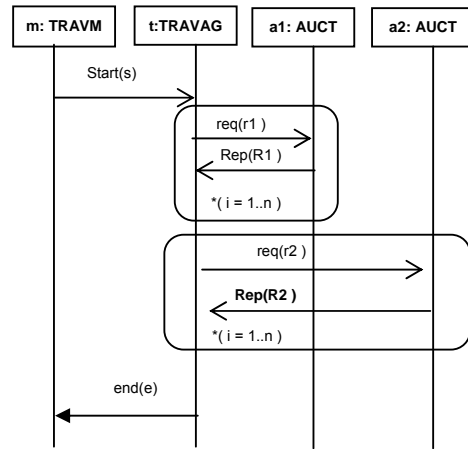 m: TRAVM t:TRAVAG a1: AUCT a2: AUCT
Start(s)
req(r1 )
Rep(R1 )
*( i = 1..n )
req(r2 )
Rep(R2 )
*( i = 1..n )
end(e)